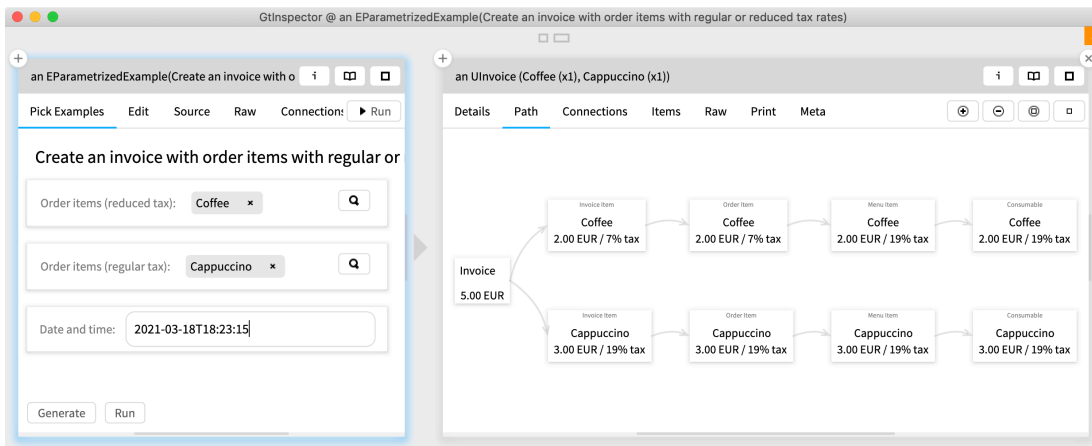 GtInspector @ an EParametrizedExample(Create an invoice with order items with regular or reduced tax rates)
an EParametrizedExample(Create an invoice with o
i
Pick Examples Edit Source Raw Connections Run
Create an invoice with order items with regular or
Order items (reduced tax): Coffee ×
Order items (regular tax): Cappuccino ×
Date and time: 2021-03-18T18:23:15
Generate Run
an UInvoice (Coffee (x1), Cappuccino (x1))
i
Details Path Connections Items Raw Print Meta
Invoice Item Order Item Menu Item Consumable
Coffee Coffee Coffee Coffee
2.00 EUR / 7% tax 2.00 EUR / 7% tax 2.00 EUR / 19% tax 2.00 EUR / 19% tax
Invoice
5.00 EUR
Invoice Item Order Item Menu Item Consumable
Cappuccino Cappuccino Cappuccino Cappuccino
3.00 EUR / 19% tax 3.00 EUR / 19% tax 3.00 EUR / 19% tax 3.00 EUR / 19% tax